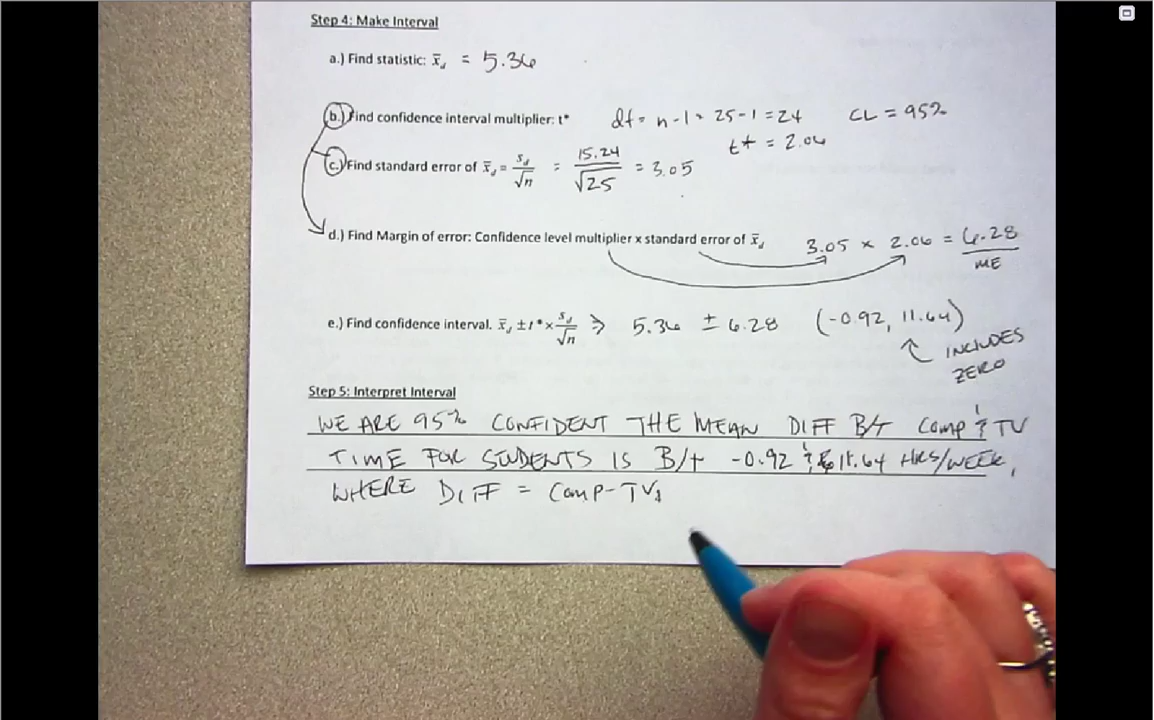 Step 4: Make Interval
a.) Find statistic: x̄d = 5.36
b.) Find confidence interval multiplier: t* df = n-1 = 25-1 = 24 CL = 95%
t* = 2.06
c.) Find standard error of x̄d = sd/√n = 15.24/√25 = 3.05
d.) Find Margin of error: Confidence level multiplier x standard error of x̄d 3.05 × 2.06 = 6.28
ME
e.) Find confidence interval. x̄d ± t* × sd/√n ⇒ 5.36 ± 6.28 (-0.92, 11.64)
INCLUDES
ZERO
Step 5: Interpret Interval
WE ARE 95% CONFIDENT THE MEAN DIFF B/T COMP & TV
TIME FOR STUDENTS IS B/T -0.92 & 11.64 HRS/WEEK,
WHERE DIFF = COMP-TV.